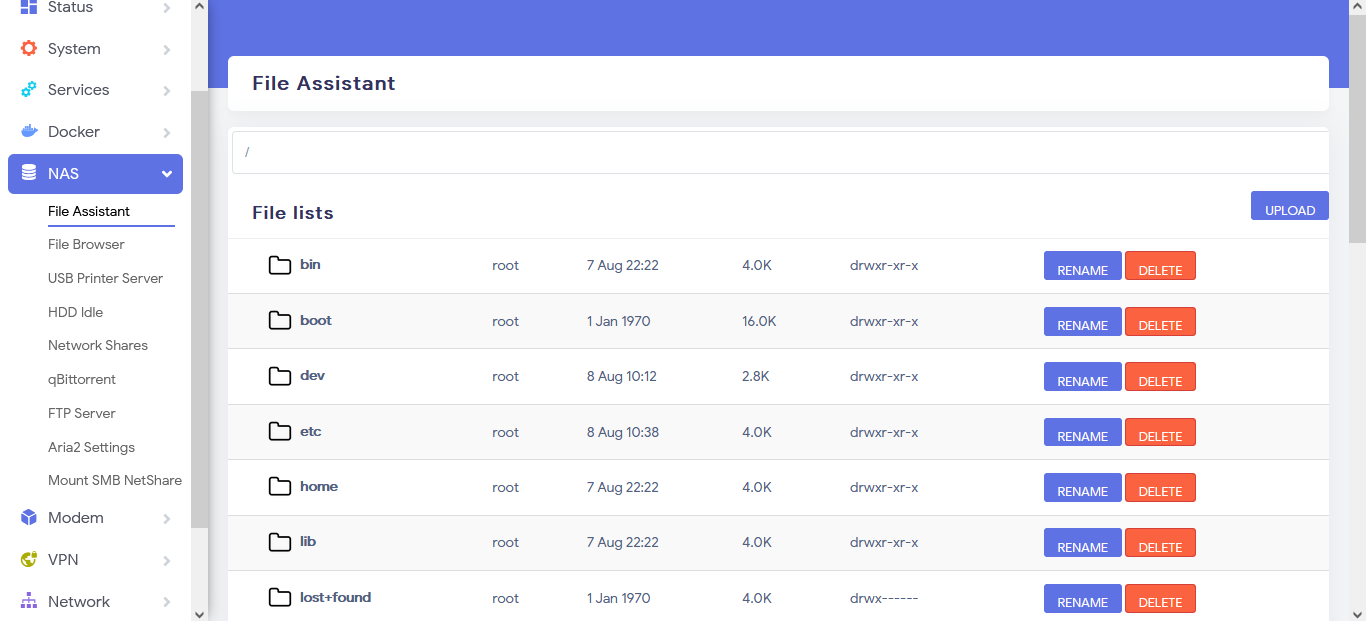 Status
System
Services
Docker
NAS
File Assistant
File Browser
USB Printer Server
HDD Idle
Network Shares
qBittorrent
FTP Server
Aria2 Settings
Mount SMB NetShare
Modem
VPN
Network
File Assistant
/
File lists
UPLOAD
bin root 7 Aug 22:22 4.0K drwxr-xr-x RENAME DELETE
boot root 1 Jan 1970 16.0K drwxr-xr-x RENAME DELETE
dev root 8 Aug 10:12 2.8K drwxr-xr-x RENAME DELETE
etc root 8 Aug 10:38 4.0K drwxr-xr-x RENAME DELETE
home root 7 Aug 22:22 4.0K drwxr-xr-x RENAME DELETE
lib root 7 Aug 22:22 4.0K drwxr-xr-x RENAME DELETE
lost+found root 1 Jan 1970 4.0K drwx------ RENAME DELETE